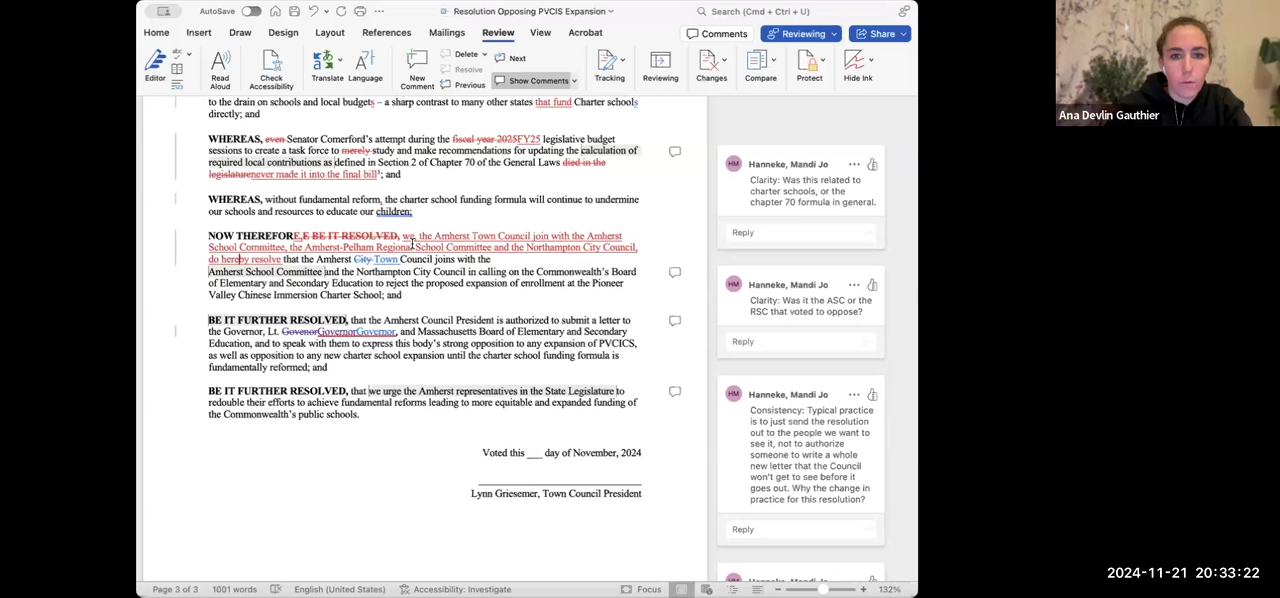 AutoSave
Resolution Opposing PVCIS Expansion
Search (Cmd + Ctrl + U)
Home Insert Draw Design Layout References Mailings Review View Acrobat
Comments Reviewing Share
Editor
Read Aloud
Check Accessibility
Translate Language
New Comment
Delete
Resolve
Previous
Next
Show Comments
Tracking
Reviewing
Changes
Compare
Protect
Hide Ink
to the drain on schools and local budgets – a sharp contrast to many other states that fund Charter schools
directly; and
WHEREAS, even Senator Comerford's attempt during the fiscal year 2025FY25 legislative budget
sessions to create a task force to merely study and make recommendations for updating the calculation of
required local contributions as defined in Section 2 of Chapter 70 of the General Laws died in the
legislaturenever made it into the final bill; and
WHEREAS, without fundamental reform, the charter school funding formula will continue to undermine
our schools and resources to educate our children;
NOW THEREFORE,E BE IT RESOLVED, we, the Amherst Town Council join with the Amherst
School Committee, the Amherst-Pelham Regional School Committee and the Northampton City Council,
do hereby resolve that the Amherst City Town Council joins with the
Amherst School Committee and the Northampton City Council in calling on the Commonwealth's Board
of Elementary and Secondary Education to reject the proposed expansion of enrollment at the Pioneer
Valley Chinese Immersion Charter School; and
BE IT FURTHER RESOLVED, that the Amherst Council President is authorized to submit a letter to
the Governor, Lt. GovenorGovernorGovernor, and Massachusetts Board of Elementary and Secondary
Education, and to speak with them to express this body's strong opposition to any expansion of PVCICS,
as well as opposition to any new charter school expansion until the charter school funding formula is
fundamentally reformed; and
BE IT FURTHER RESOLVED, that we urge the Amherst representatives in the State Legislature to
redouble their efforts to achieve fundamental reforms leading to more equitable and expanded funding of
the Commonwealth's public schools.
Voted this ___ day of November, 2024
Lynn Griesemer, Town Council President
HM Hanneke, Mandi Jo
Clarity: Was this related to
charter schools, or the
chapter 70 formula in general.
Reply
HM Hanneke, Mandi Jo
Clarity: Was it the ASC or the
RSC that voted to oppose?
Reply
HM Hanneke, Mandi Jo
Consistency: Typical practice
is to just send the resolution
out to the people we want to
see it, not to authorize
someone to write a whole
new letter that the Council
won't get to see before it
goes out. Why the change in
practice for this resolution?
Reply
Hanneke, Mandi Jo
Page 3 of 3 1001 words English (United States) Accessibility: Investigate Focus 132%
Ana Devlin Gauthier
2024-11-21 20:33:22